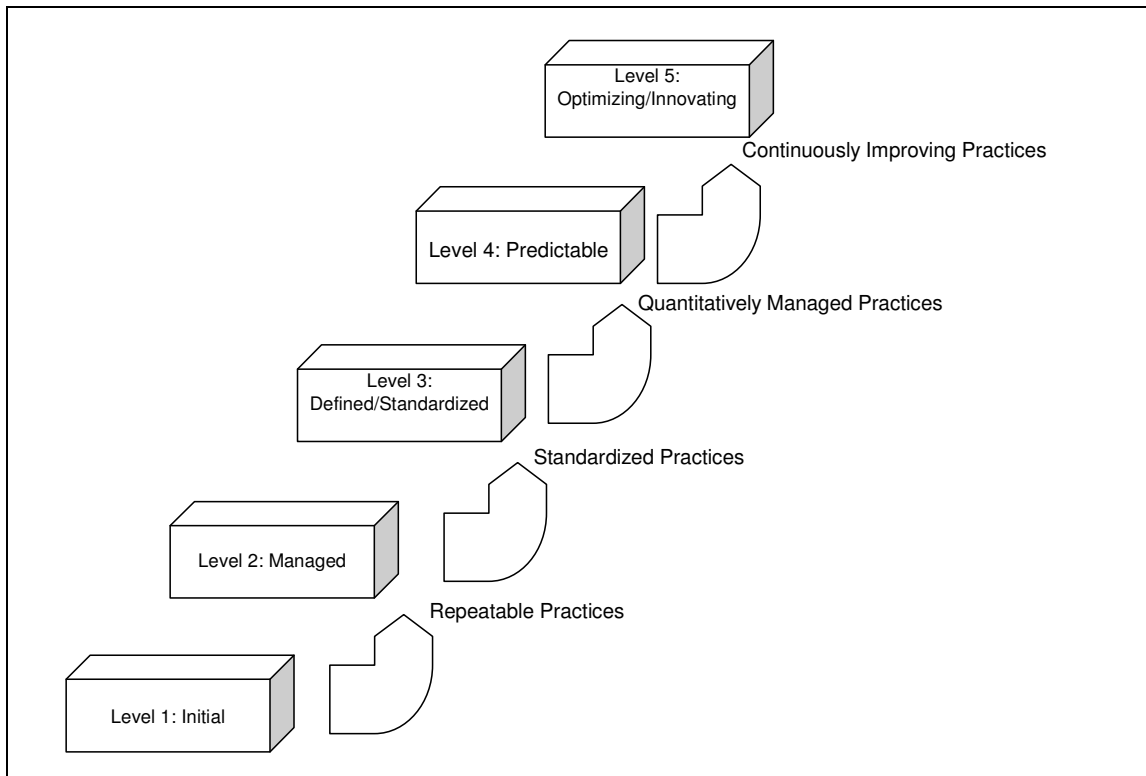 Level 5:
Optimizing/Innovating
Continuously Improving Practices
Level 4: Predictable
Quantitatively Managed Practices
Level 3:
Defined/Standardized
Standardized Practices
Level 2: Managed
Repeatable Practices
Level 1: Initial